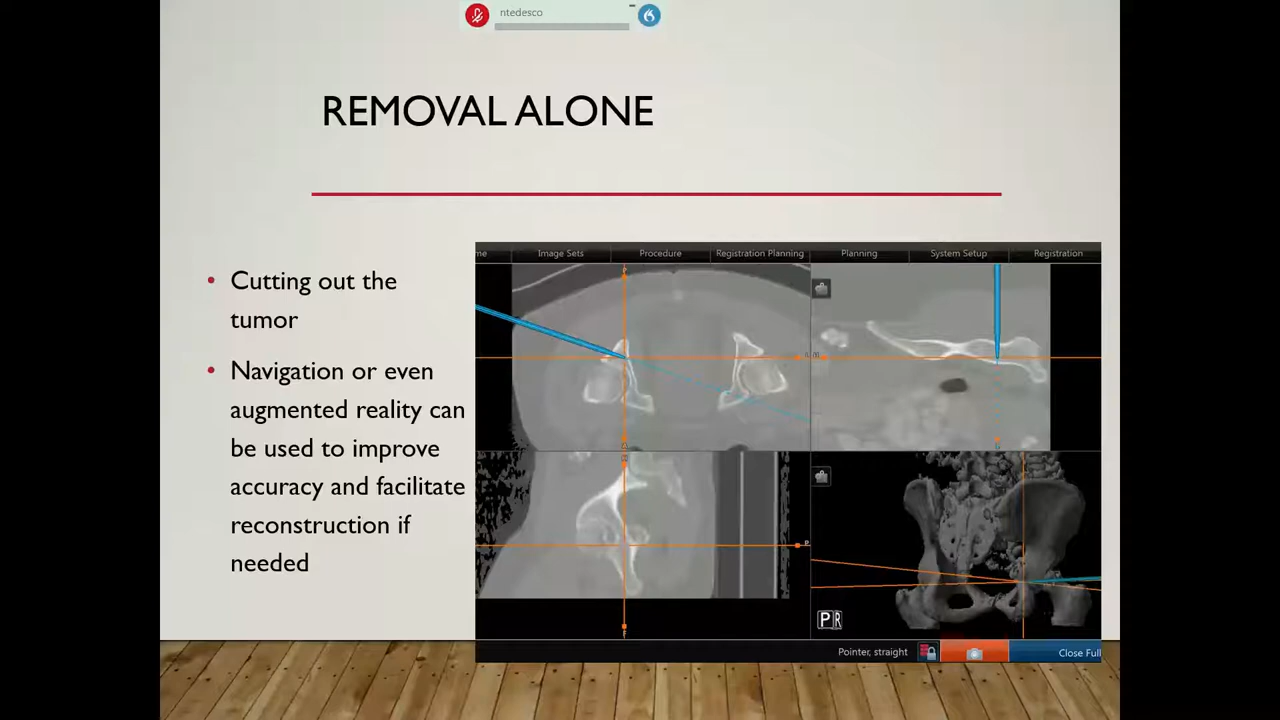 ntedesco
REMOVAL ALONE
• Cutting out the
tumor
• Navigation or even
augmented reality can
be used to improve
accuracy and facilitate
reconstruction if
needed
me Image Sets Procedure Registration Planning Planning System Setup Registration
P R
Pointer, straight
Close Full